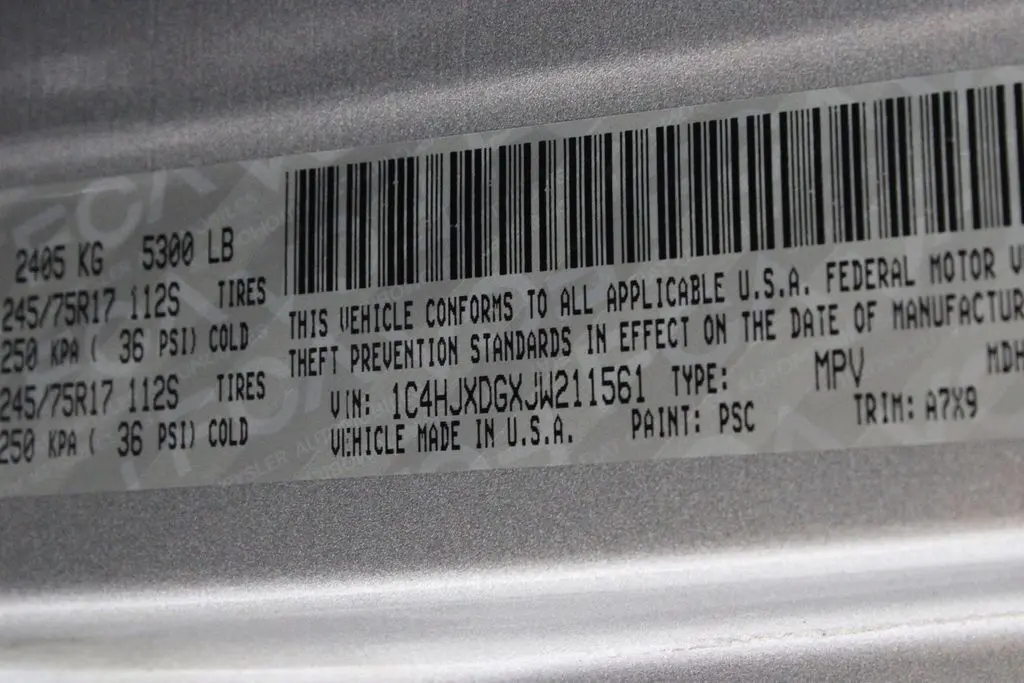 2405 KG 5300 LB
245/75R17 112S TIRES
250 KPA ( 36 PSI) COLD
245/75R17 112S TIRES
250 KPA ( 36 PSI) COLD
THIS VEHICLE CONFORMS TO ALL APPLICABLE U.S.A. FEDERAL MOTOR V
THEFT PREVENTION STANDARDS IN EFFECT ON THE DATE OF MANUFACTUR
VIN: 1C4HJXDGXJW211561 TYPE: MPV MDH
VEHICLE MADE IN U.S.A. PAINT: PSC TRIM: A7X9